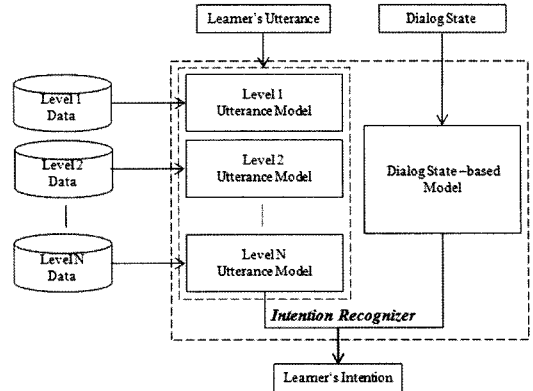 Learner's Utterance
Dialog State
Level 1
Data
Level 1
Utterance Model
Level 2
Data
Level 2
Utterance Model
Dialog State-based
Model
Level N
Data
Level N
Utterance Model
Intention Recognizer
Learner's Intention